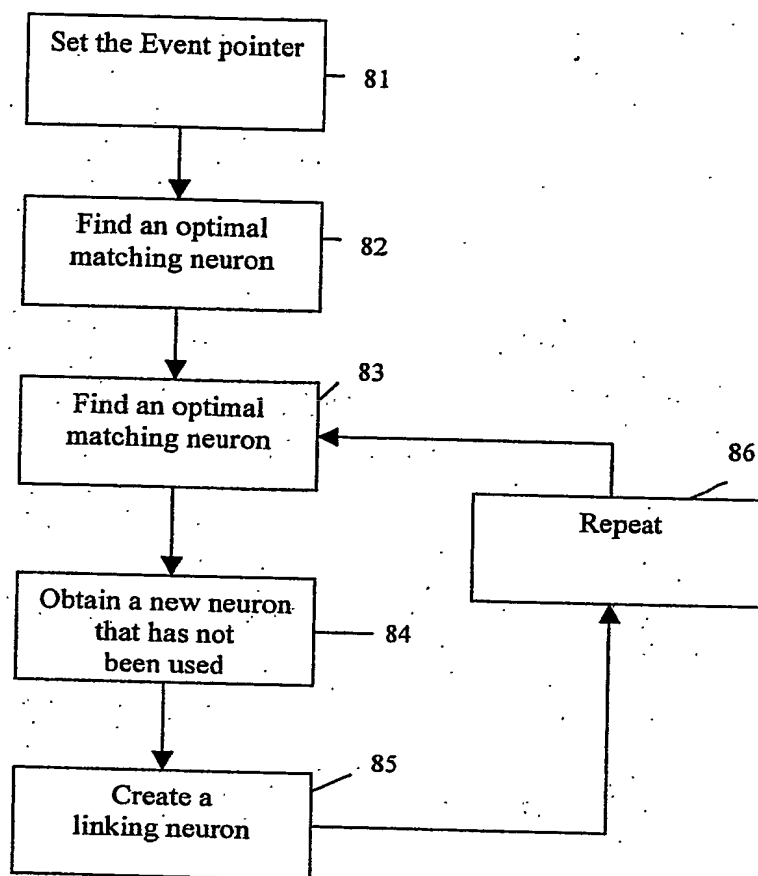 Set the Event pointer
81
Find an optimal
matching neuron
82
83
Find an optimal
matching neuron
86
Repeat
Obtain a new neuron
that has not
been used
84
85
Create a
linking neuron